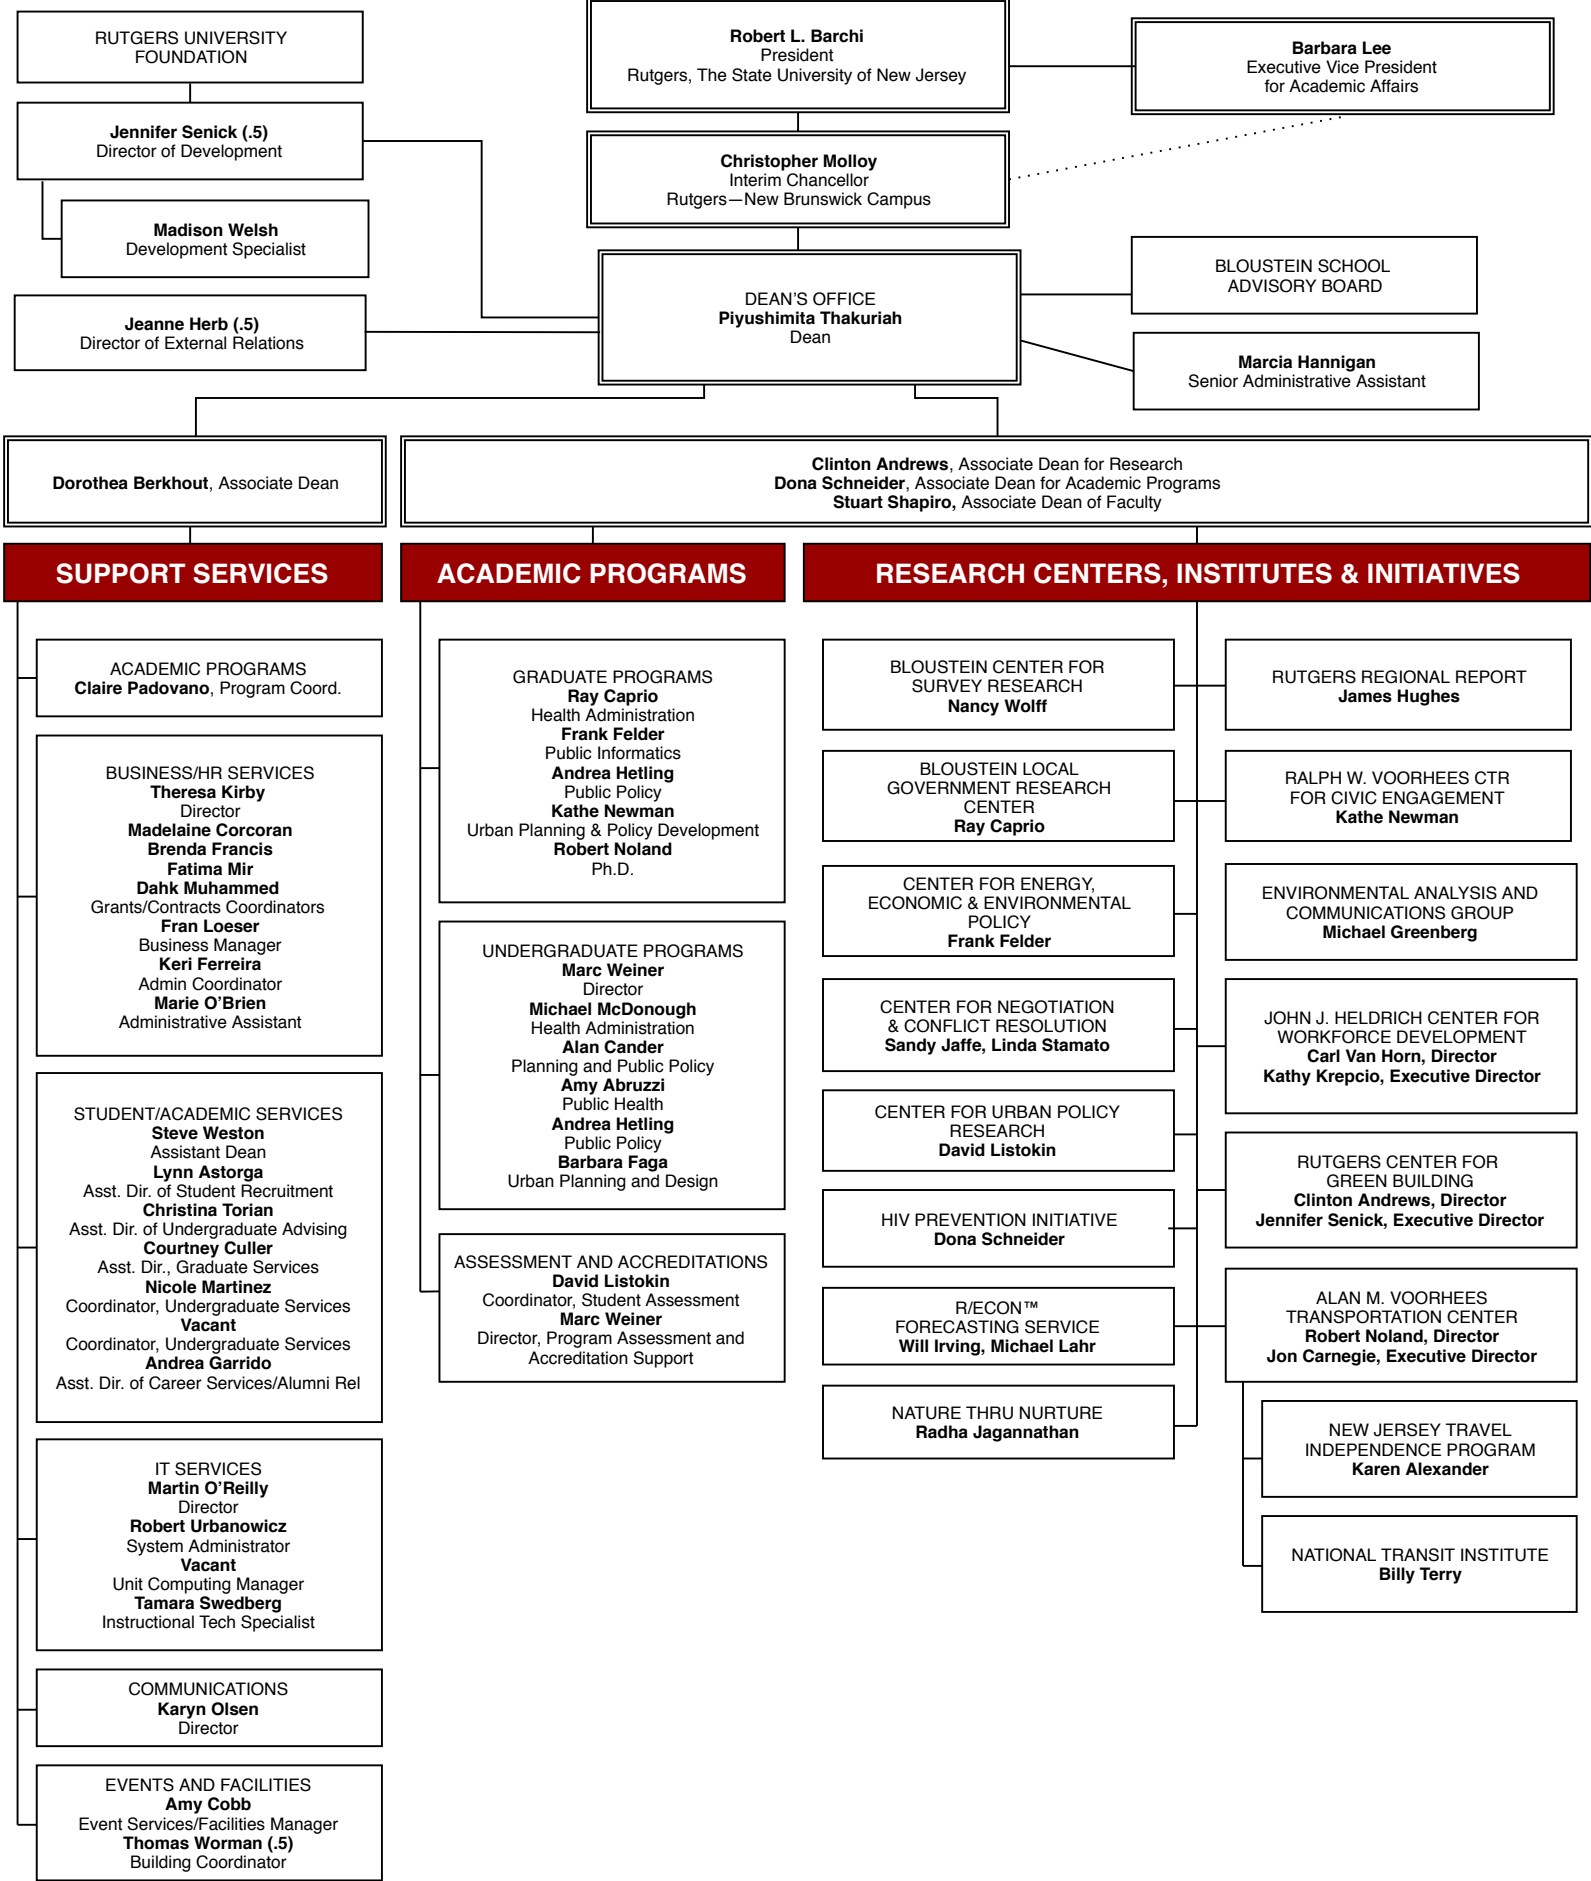 RUTGERS UNIVERSITY
FOUNDATION
Jennifer Senick (.5)
Director of Development
Madison Welsh
Development Specialist
Jeanne Herb (.5)
Director of External Relations
Robert L. Barchi
President
Rutgers, The State University of New Jersey
Barbara Lee
Executive Vice President
for Academic Affairs
Christopher Molloy
Interim Chancellor
Rutgers—New Brunswick Campus
DEAN'S OFFICE
Piyushimita Thakuriah
Dean
BLOUSTEIN SCHOOL
ADVISORY BOARD
Marcia Hannigan
Senior Administrative Assistant
Dorothea Berkhout, Associate Dean
Clinton Andrews, Associate Dean for Research
Dona Schneider, Associate Dean for Academic Programs
Stuart Shapiro, Associate Dean of Faculty
SUPPORT SERVICES
ACADEMIC PROGRAMS
Claire Padovano, Program Coord.
BUSINESS/HR SERVICES
Theresa Kirby
Director
Madelaine Corcoran
Brenda Francis
Fatima Mir
Dahk Muhammed
Grants/Contracts Coordinators
Fran Loeser
Business Manager
Keri Ferreira
Admin Coordinator
Marie O'Brien
Administrative Assistant
STUDENT/ACADEMIC SERVICES
Steve Weston
Assistant Dean
Lynn Astorga
Asst. Dir. of Student Recruitment
Christina Torian
Asst. Dir. of Undergraduate Advising
Courtney Culler
Asst. Dir., Graduate Services
Nicole Martinez
Coordinator, Undergraduate Services
Vacant
Coordinator, Undergraduate Services
Andrea Garrido
Asst. Dir. of Career Services/Alumni Rel
IT SERVICES
Martin O'Reilly
Director
Robert Urbanowicz
System Administrator
Vacant
Unit Computing Manager
Tamara Swedberg
Instructional Tech Specialist
COMMUNICATIONS
Karyn Olsen
Director
EVENTS AND FACILITIES
Amy Cobb
Event Services/Facilities Manager
Thomas Worman (.5)
Building Coordinator
ACADEMIC PROGRAMS
GRADUATE PROGRAMS
Ray Caprio
Health Administration
Frank Felder
Public Informatics
Andrea Hetling
Public Policy
Kathe Newman
Urban Planning & Policy Development
Robert Noland
Ph.D.
UNDERGRADUATE PROGRAMS
Marc Weiner
Director
Michael McDonough
Health Administration
Alan Cander
Planning and Public Policy
Amy Abruzzi
Public Health
Andrea Hetling
Public Policy
Barbara Faga
Urban Planning and Design
ASSESSMENT AND ACCREDITATIONS
David Listokin
Coordinator, Student Assessment
Marc Weiner
Director, Program Assessment and
Accreditation Support
RESEARCH CENTERS, INSTITUTES & INITIATIVES
BLOUSTEIN CENTER FOR
SURVEY RESEARCH
Nancy Wolff
BLOUSTEIN LOCAL
GOVERNMENT RESEARCH
CENTER
Ray Caprio
CENTER FOR ENERGY,
ECONOMIC & ENVIRONMENTAL
POLICY
Frank Felder
CENTER FOR NEGOTIATION
& CONFLICT RESOLUTION
Sandy Jaffe, Linda Stamato
CENTER FOR URBAN POLICY
RESEARCH
David Listokin
HIV PREVENTION INITIATIVE
Dona Schneider
R/ECON™
FORECASTING SERVICE
Will Irving, Michael Lahr
NATURE THRU NURTURE
Radha Jagannathan
RUTGERS REGIONAL REPORT
James Hughes
RALPH W. VOORHEES CTR
FOR CIVIC ENGAGEMENT
Kathe Newman
ENVIRONMENTAL ANALYSIS AND
COMMUNICATIONS GROUP
Michael Greenberg
JOHN J. HELDRICH CENTER FOR
WORKFORCE DEVELOPMENT
Carl Van Horn, Director
Kathy Krepcio, Executive Director
RUTGERS CENTER FOR
GREEN BUILDING
Clinton Andrews, Director
Jennifer Senick, Executive Director
ALAN M. VOORHEES
TRANSPORTATION CENTER
Robert Noland, Director
Jon Carnegie, Executive Director
NEW JERSEY TRAVEL
INDEPENDENCE PROGRAM
Karen Alexander
NATIONAL TRANSIT INSTITUTE
Billy Terry